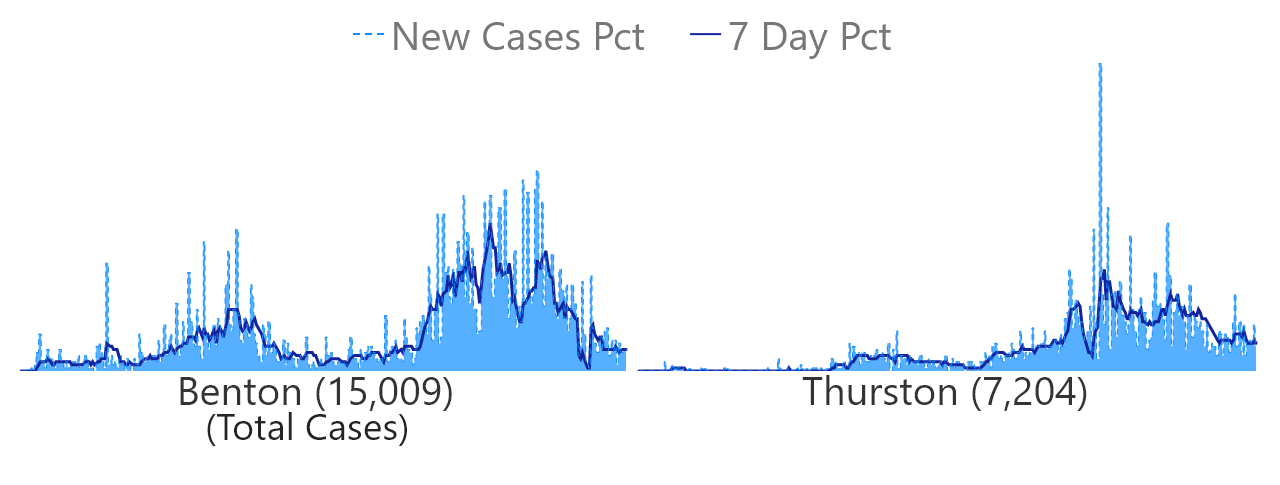 New Cases Pct 7 Day Pct
Benton (15,009) Thurston (7,204)
(Total Cases)